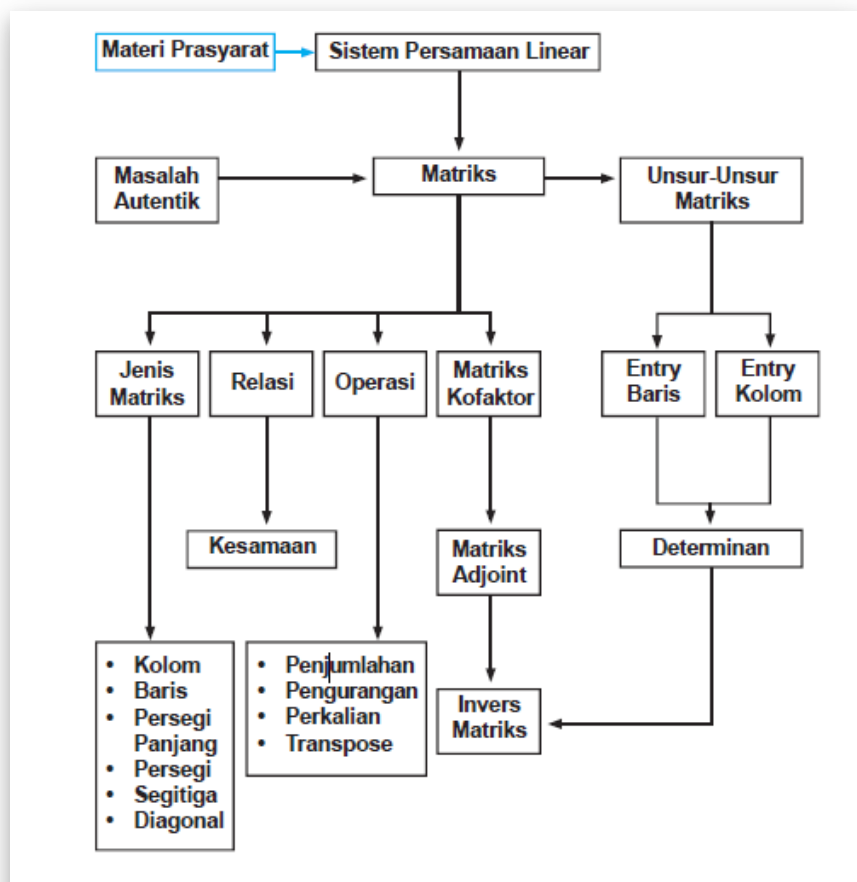 Materi Prasyarat
Sistem Persamaan Linear
Masalah
Autentik
Matriks
Unsur-Unsur
Matriks
Jenis
Matriks
Relasi
Operasi
Matriks
Kofaktor
Entry
Baris
Entry
Kolom
Kesamaan
Matriks
Adjoint
Determinan
• Kolom
• Baris
• Persegi
Panjang
• Persegi
• Segitiga
• Diagonal
• Penjumlahan
• Pengurangan
• Perkalian
• Transpose
Invers
Matriks